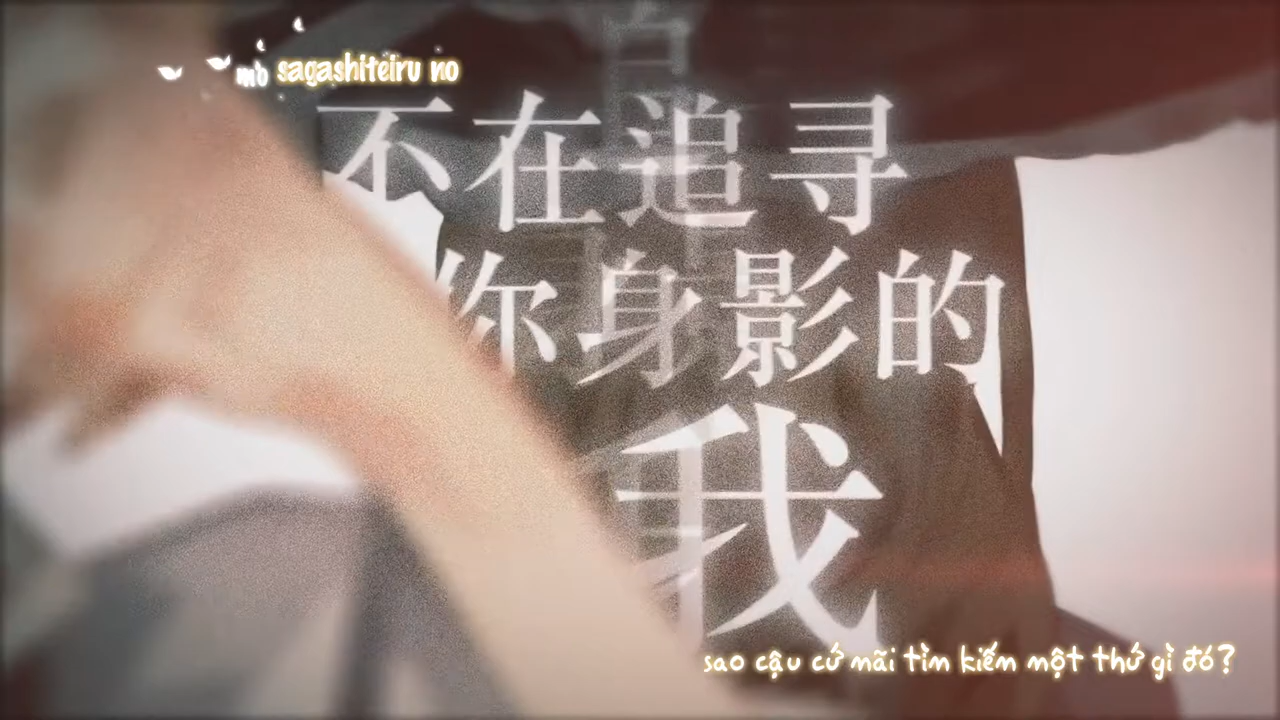 mo sagashiteiru no
不在追寻
你身影的
我
sao cậu cứ mãi tìm kiếm một thứ gì đó?